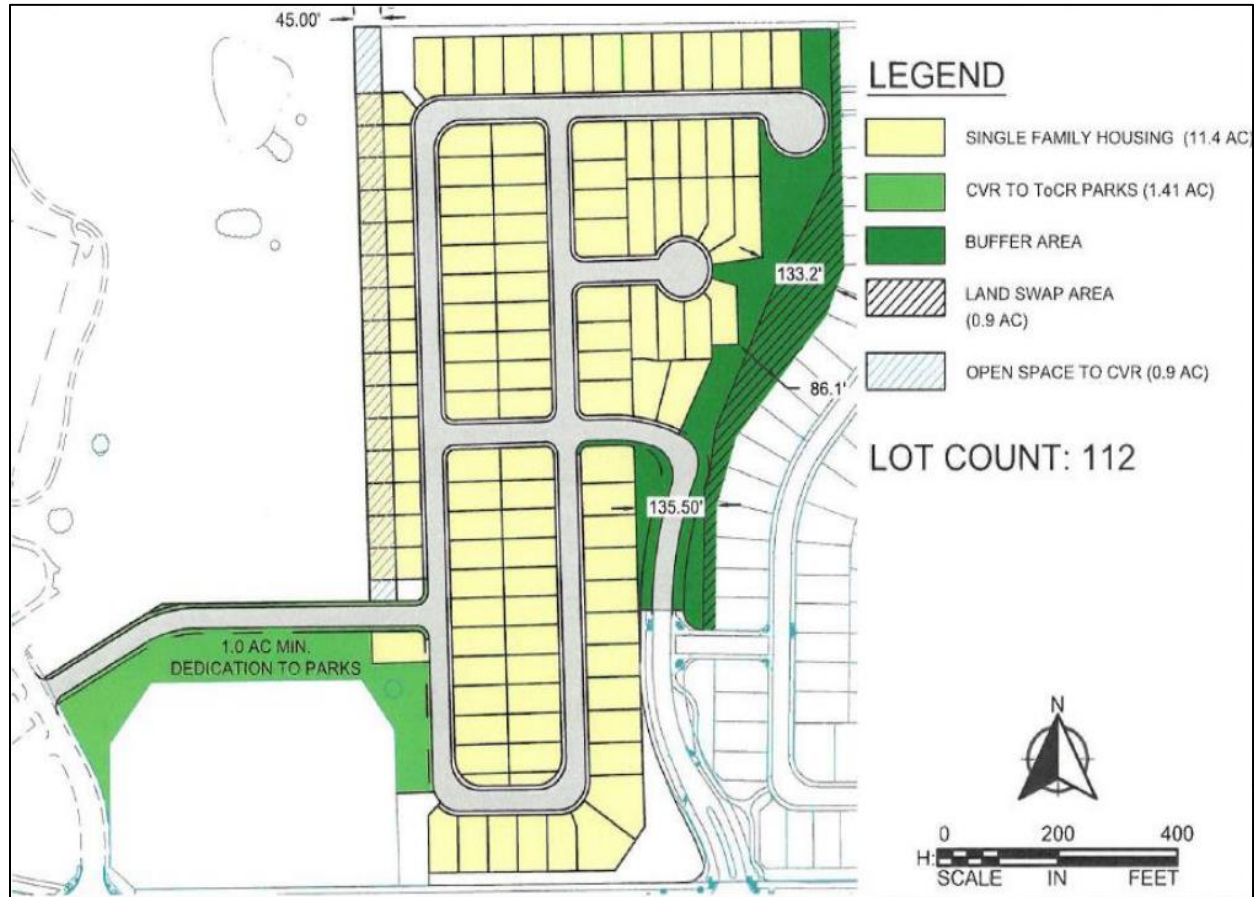 45.00'
LEGEND
SINGLE FAMILY HOUSING (11.4 AC)
CVR TO ToCR PARKS (1.41 AC)
BUFFER AREA
133.2'
LAND SWAP AREA
(0.9 AC)
OPEN SPACE TO CVR (0.9 AC)
86.1'
LOT COUNT: 112
135.50'
1.0 AC MIN.
DEDICATION TO PARKS
N
0 200 400
H:
SCALE IN FEET